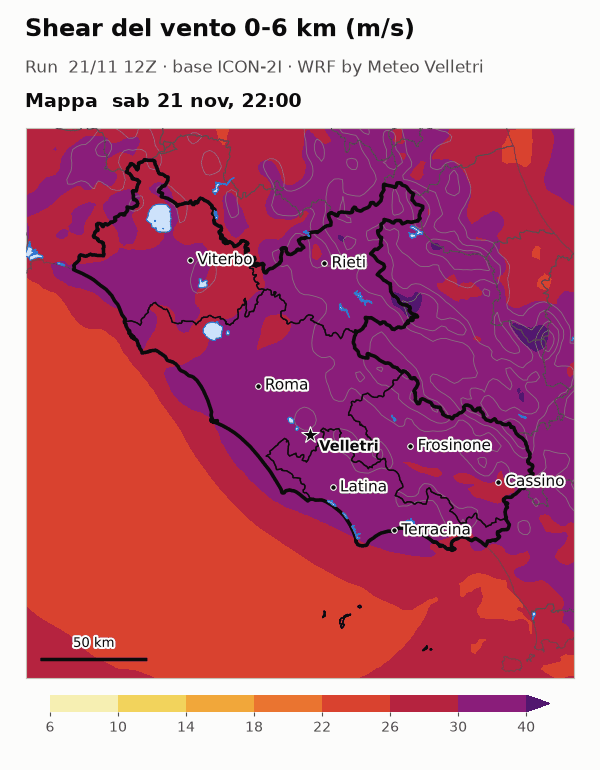 Shear del vento 0-6 km (m/s)
Run  21/11 12Z · base ICON-2I · WRF by Meteo Velletri
Mappa  sab 21 nov, 22:00
Viterbo
Rieti
Roma
Velletri
Frosinone
Cassino
Latina
Terracina
50 km
6 10 14 18 22 26 30 40